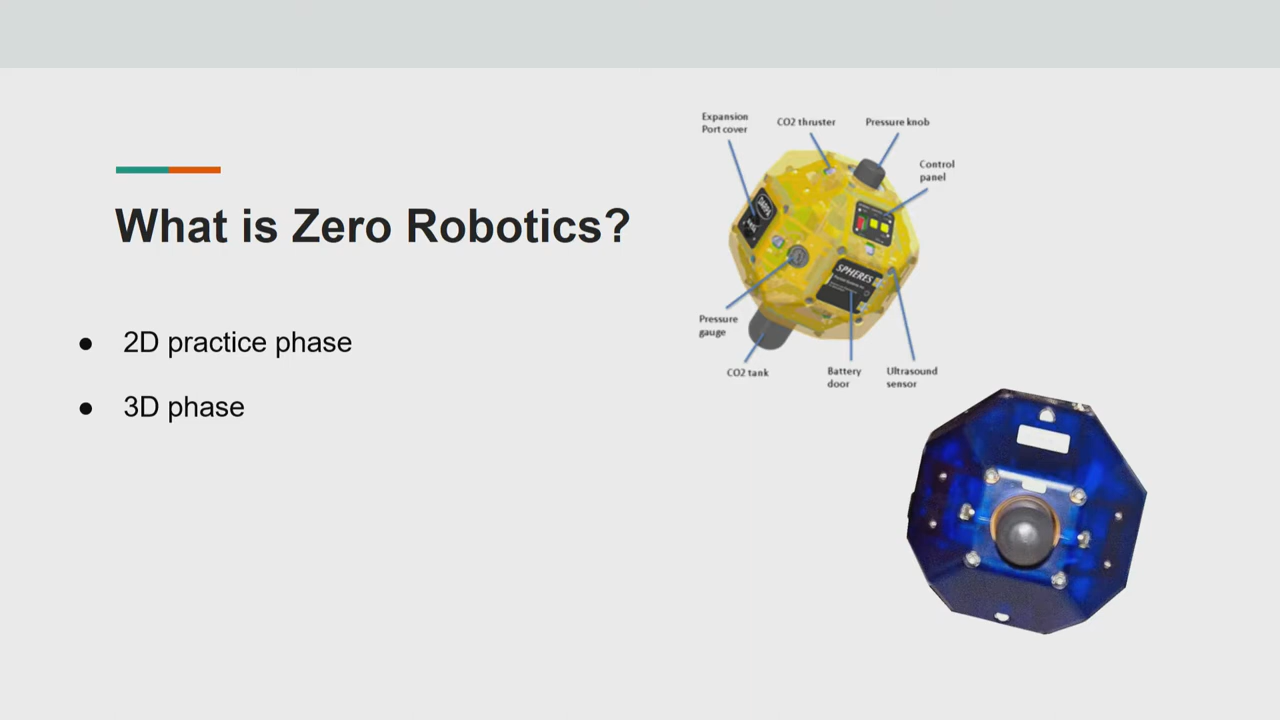 What is Zero Robotics?
● 2D practice phase
● 3D phase
Expansion
Port cover
CO2 thruster
Pressure knob
Control
panel
DARPA
SPHERES
Pressure
gauge
CO2 tank
Battery
door
Ultrasound
sensor